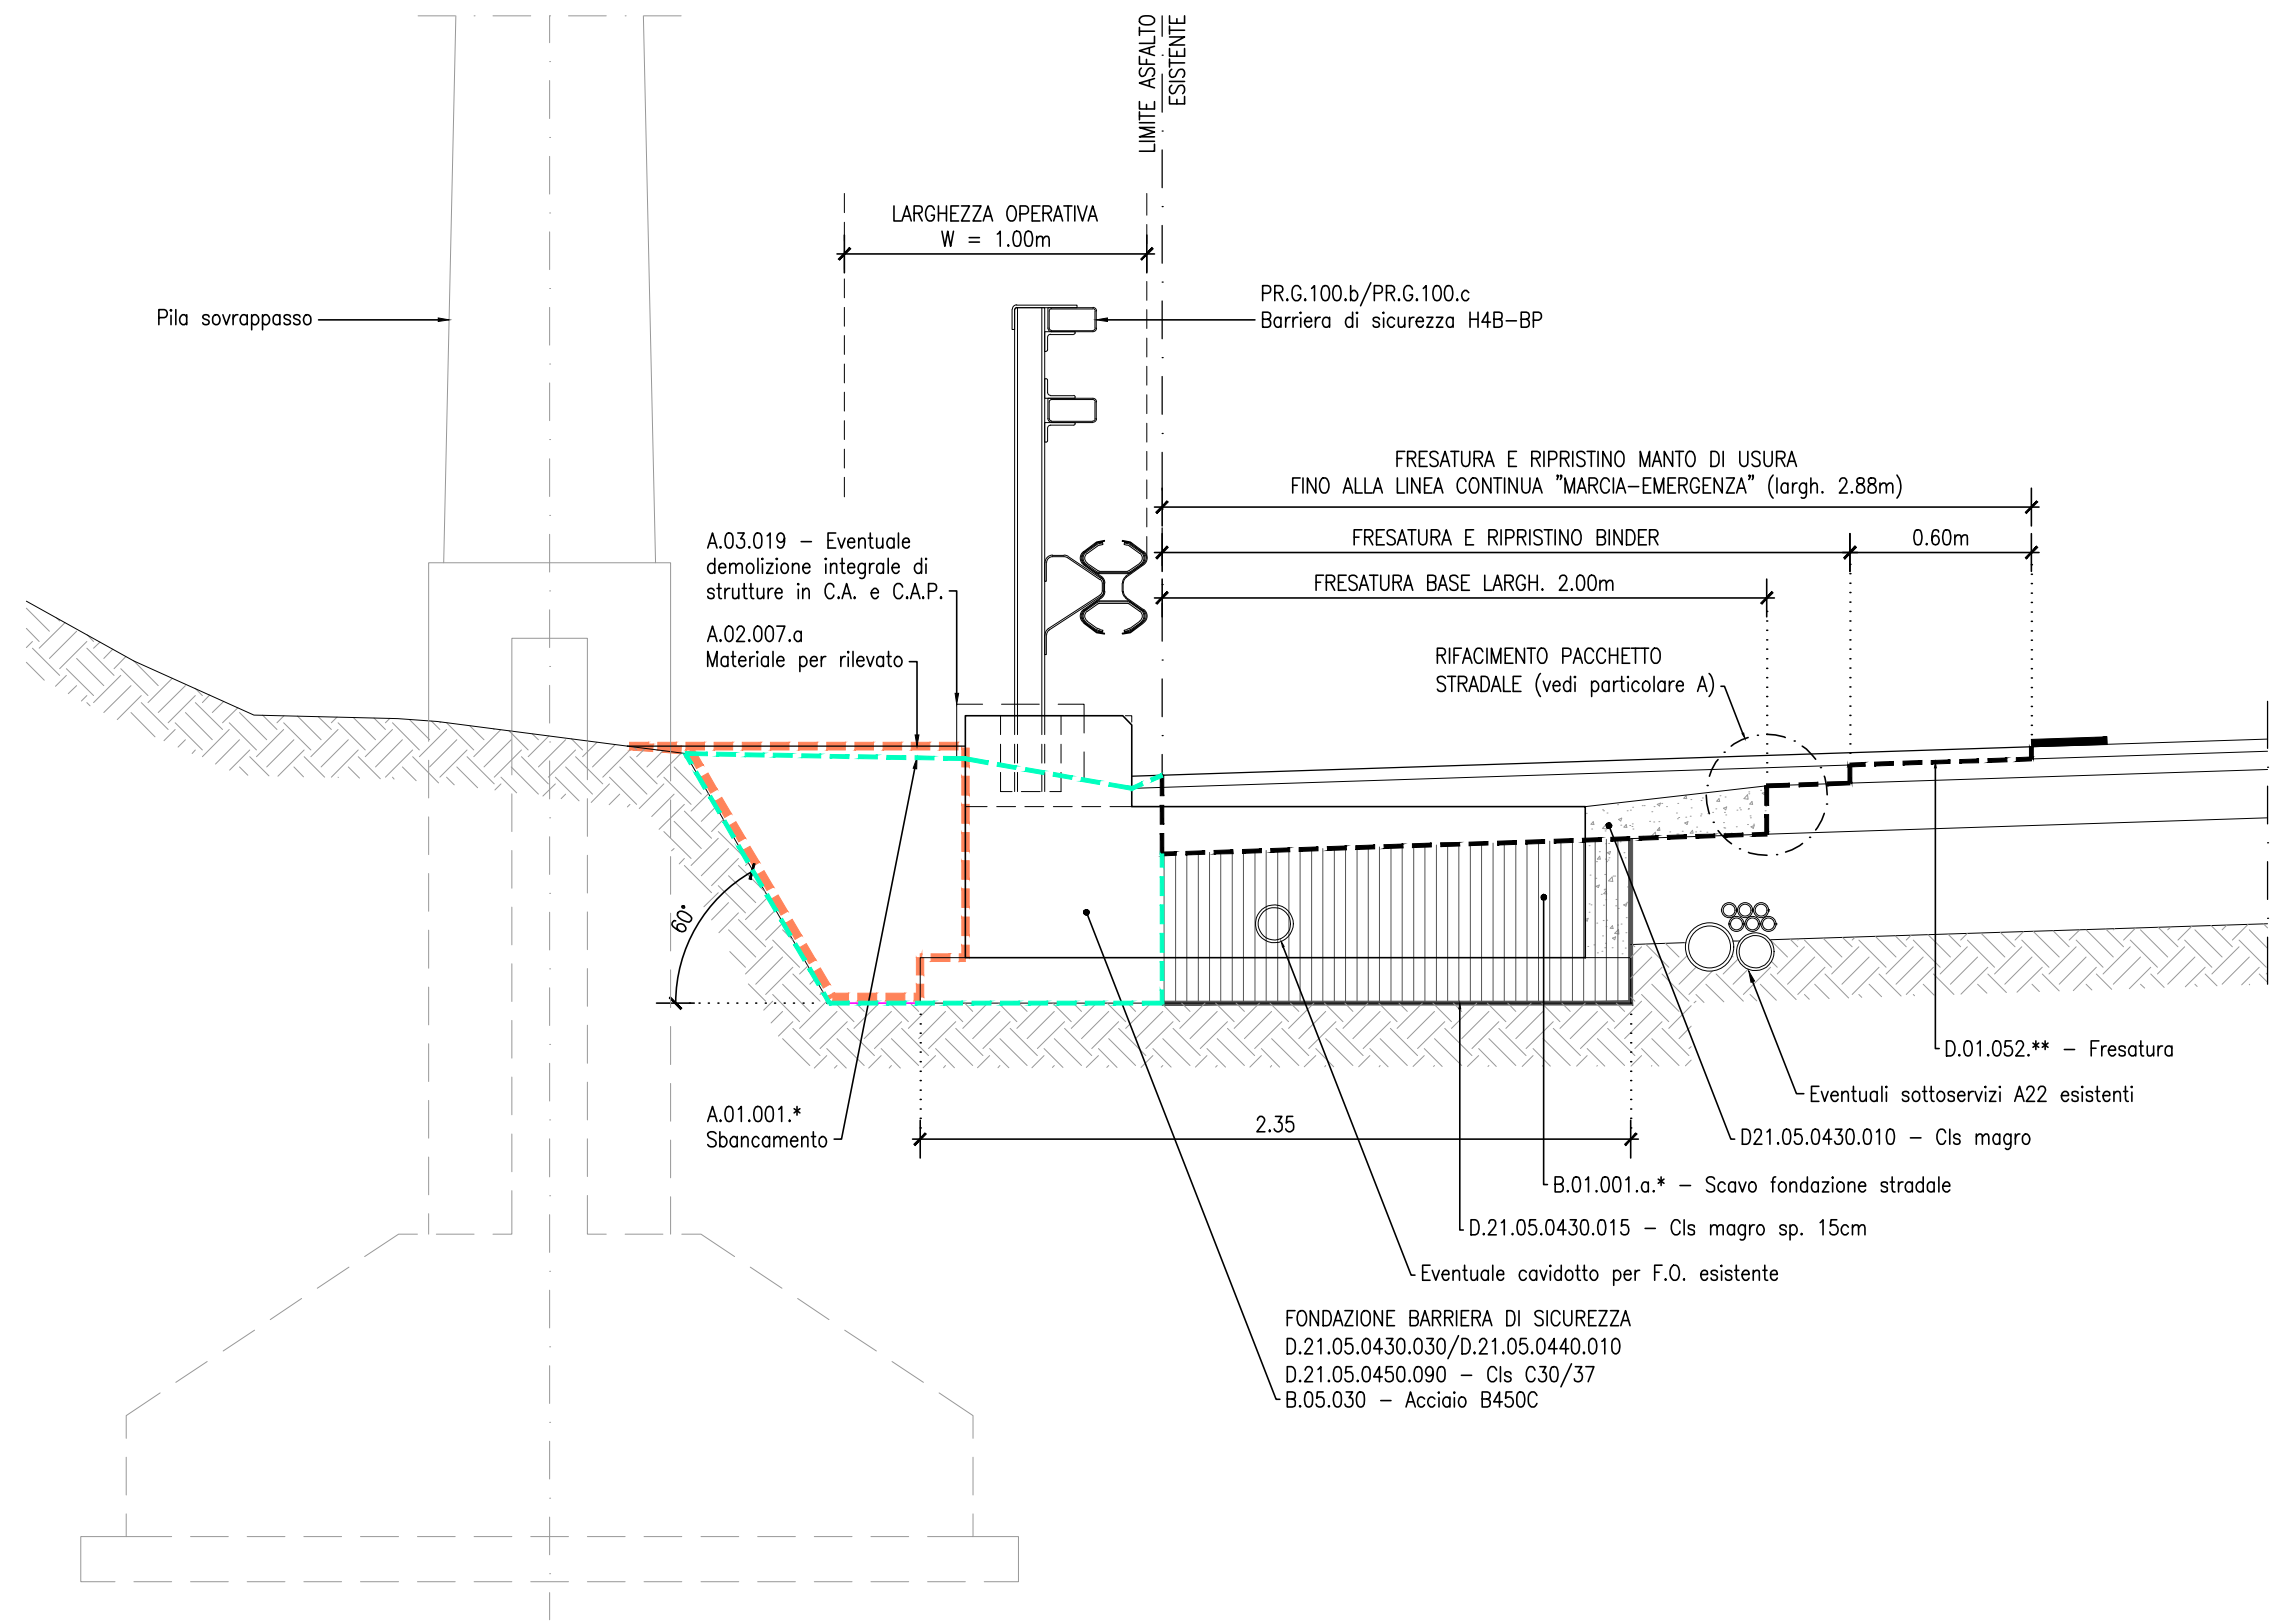 LIMITE ASFALTO
ESISTENTE
LARGHEZZA OPERATIVA
W = 1.00m
Pila sovrappasso
PR.G.100.b/PR.G.100.c
Barriera di sicurezza H4B-BP
FRESATURA E RIPRISTINO MANTO DI USURA
FINO ALLA LINEA CONTINUA "MARCIA-EMERGENZA" (largh. 2.88m)
FRESATURA E RIPRISTINO BINDER
0.60m
FRESATURA BASE LARGH. 2.00m
A.03.019 - Eventuale
demolizione integrale di
strutture in C.A. e C.A.P.
A.02.007.a
Materiale per rilevato
RIFACIMENTO PACCHETTO
STRADALE (vedi particolare A)
60°
A.01.001.*
Sbancamento
2.35
D.01.052.** - Fresatura
Eventuali sottoservizi A22 esistenti
D21.05.0430.010 - Cls magro
B.01.001.a.* - Scavo fondazione stradale
D.21.05.0430.015 - Cls magro sp. 15cm
Eventuale cavidotto per F.O. esistente
FONDAZIONE BARRIERA DI SICUREZZA
D.21.05.0430.030/D.21.05.0440.010
D.21.05.0450.090 - Cls C30/37
B.05.030 - Acciaio B450C